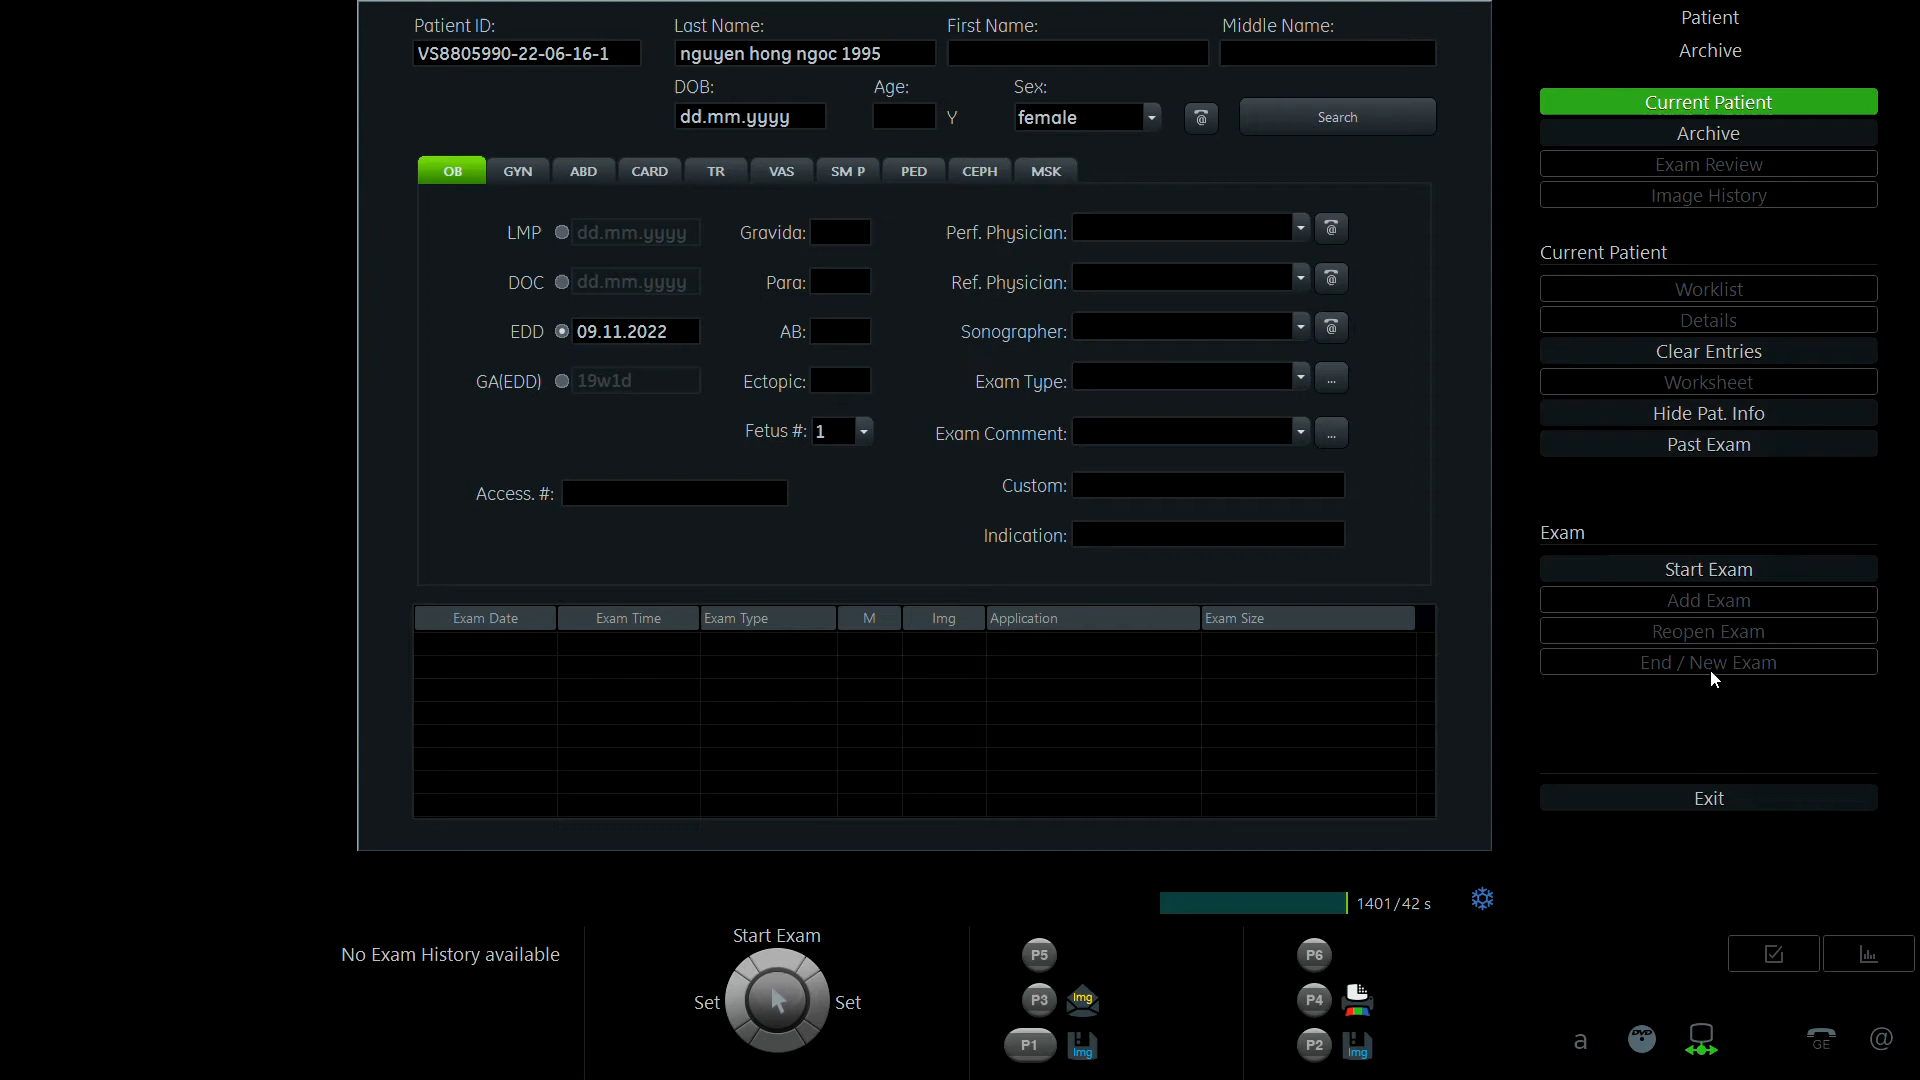 Patient ID: Last Name: First Name: Middle Name:
VS8805990-22-06-16-1 nguyen hong ngoc 1995
DOB: Age: Sex:
dd.mm.yyyy Y female @ Search
OB GYN ABD CARD TR VAS SM P PED CEPH MSK
LMP dd.mm.yyyy Gravida: Perf. Physician: @
DOC dd.mm.yyyy Para: Ref. Physician: @
EDD 09.11.2022 AB: Sonographer: @
GA(EDD) 19w1d Ectopic: Exam Type: ...
Fetus #: 1 Exam Comment: ...
Access. #: Custom:
Indication:
Exam Date Exam Time Exam Type M Img Application Exam Size
Patient
Archive
Current Patient
Archive
Exam Review
Image History
Current Patient
Worklist
Details
Clear Entries
Worksheet
Hide Pat. Info
Past Exam
Exam
Start Exam
Add Exam
Reopen Exam
End / New Exam
Exit
1401/42 s
No Exam History available
Start Exam
Set Set
P5 P6
P3 Img P4
P1 Img P2 Img
a DVD GE @